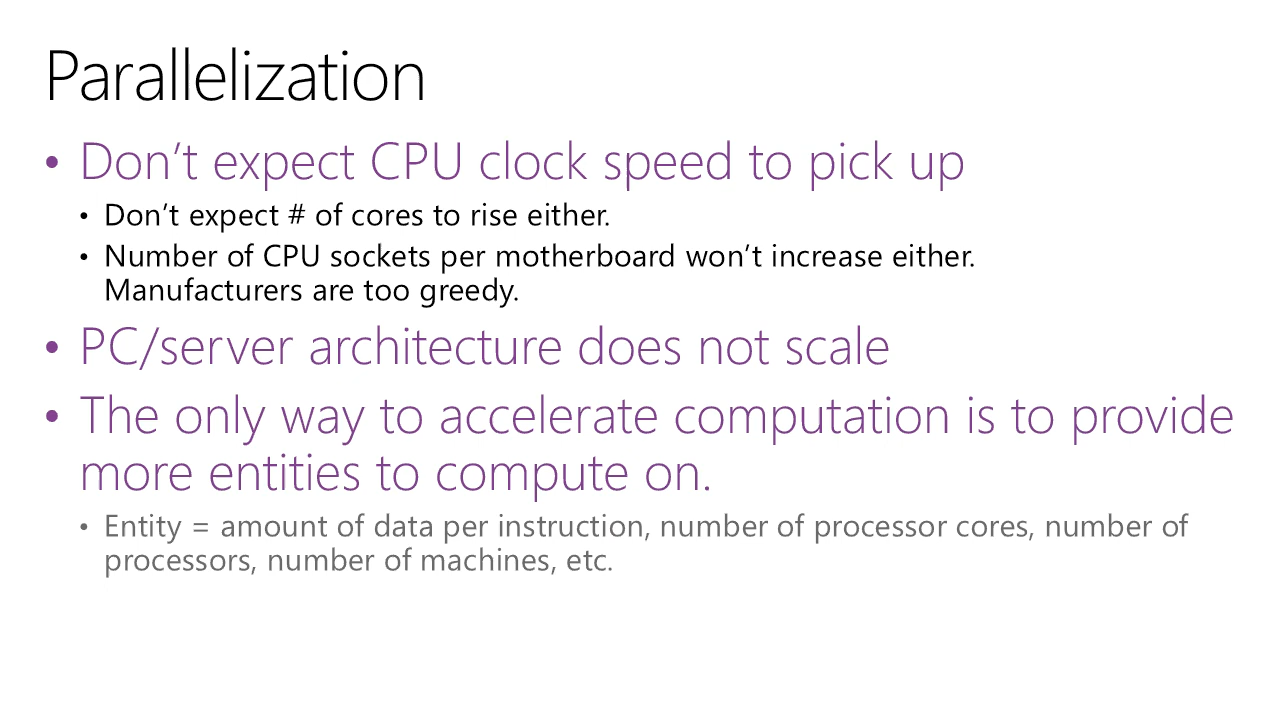 Parallelization
• Don’t expect CPU clock speed to pick up
• Don’t expect # of cores to rise either.
• Number of CPU sockets per motherboard won’t increase either.
Manufacturers are too greedy.
• PC/server architecture does not scale
• The only way to accelerate computation is to provide
more entities to compute on.
• Entity = amount of data per instruction, number of processor cores, number of
processors, number of machines, etc.